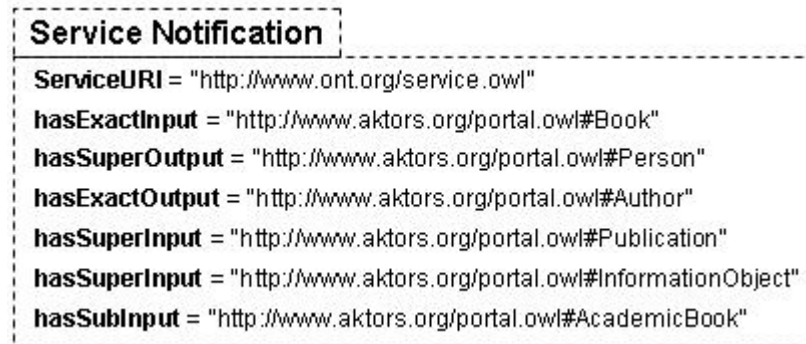 Service Notification
ServiceURI = "http://www.ont.org/service.owl"
hasExactInput = "http://www.aktors.org/portal.owl#Book"
hasSuperOutput = "http://www.aktors.org/portal.owl#Person"
hasExactOutput = "http://www.aktors.org/portal.owl#Author"
hasSuperInput = "http://www.aktors.org/portal.owl#Publication"
hasSuperInput = "http://www.aktors.org/portal.owl#InformationObject"
hasSubInput = "http://www.aktors.org/portal.owl#AcademicBook"